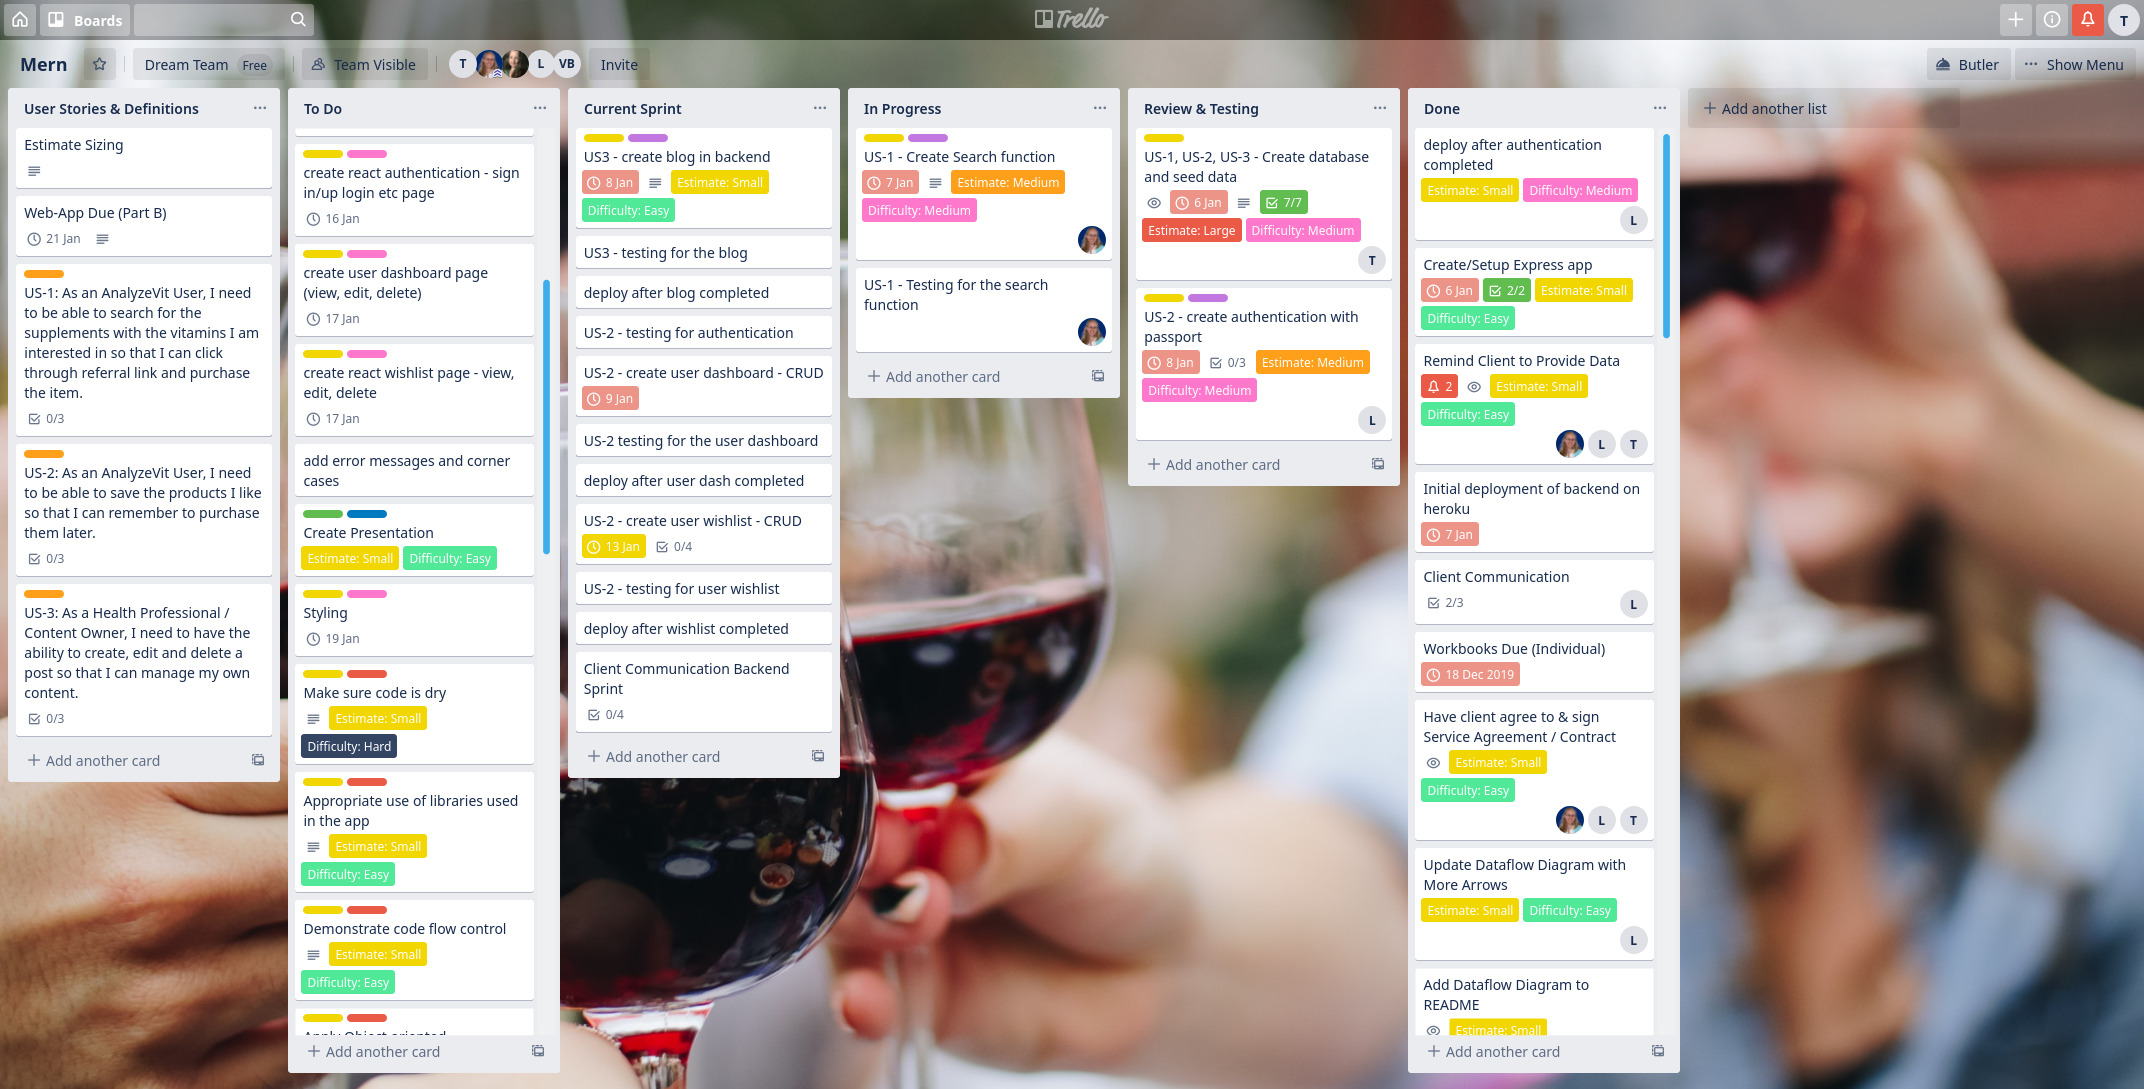 Boards
Trello
T
Mern
Dream Team Free
Team Visible
T L VB
Invite
Butler
Show Menu
User Stories & Definitions
Estimate Sizing
Web-App Due (Part B)
21 Jan
US-1: As an AnalyzeVit User, I need
to be able to search for the
supplements with the vitamins I am
interested in so that I can click
through referral link and purchase
the item.
0/3
US-2: As an AnalyzeVit User, I need
to be able to save the products I like
so that I can remember to purchase
them later.
0/3
US-3: As a Health Professional /
Content Owner, I need to have the
ability to create, edit and delete a
post so that I can manage my own
content.
0/3
Add another card
To Do
create react authentication - sign
in/up login etc page
16 Jan
create user dashboard page
(view, edit, delete)
17 Jan
create react wishlist page - view,
edit, delete
17 Jan
add error messages and corner
cases
Create Presentation
Estimate: Small Difficulty: Easy
Styling
19 Jan
Make sure code is dry
Estimate: Small
Difficulty: Hard
Appropriate use of libraries used
in the app
Estimate: Small
Difficulty: Easy
Demonstrate code flow control
Estimate: Small
Difficulty: Easy
Apply Object oriented
Add another card
Current Sprint
US3 - create blog in backend
8 Jan Estimate: Small
Difficulty: Easy
US3 - testing for the blog
deploy after blog completed
US-2 - testing for authentication
US-2 - create user dashboard - CRUD
9 Jan
US-2 testing for the user dashboard
deploy after user dash completed
US-2 - create user wishlist - CRUD
13 Jan 0/4
US-2 - testing for user wishlist
deploy after wishlist completed
Client Communication Backend
Sprint
0/4
Add another card
In Progress
US-1 - Create Search function
7 Jan Estimate: Medium
Difficulty: Medium
US-1 - Testing for the search
function
Add another card
Review & Testing
US-1, US-2, US-3 - Create database
and seed data
6 Jan 7/7
Estimate: Large Difficulty: Medium
T
US-2 - create authentication with
passport
8 Jan 0/3 Estimate: Medium
Difficulty: Medium
L
Add another card
Done
deploy after authentication
completed
Estimate: Small Difficulty: Medium
L
Create/Setup Express app
6 Jan 2/2 Estimate: Small
Difficulty: Easy
Remind Client to Provide Data
2 Estimate: Small
Difficulty: Easy
L T
Initial deployment of backend on
heroku
7 Jan
Client Communication
2/3 L
Workbooks Due (Individual)
18 Dec 2019
Have client agree to & sign
Service Agreement / Contract
Estimate: Small
Difficulty: Easy
L T
Update Dataflow Diagram with
More Arrows
Estimate: Small Difficulty: Easy
L
Add Dataflow Diagram to
README
Estimate: Small
Add another card
Add another list